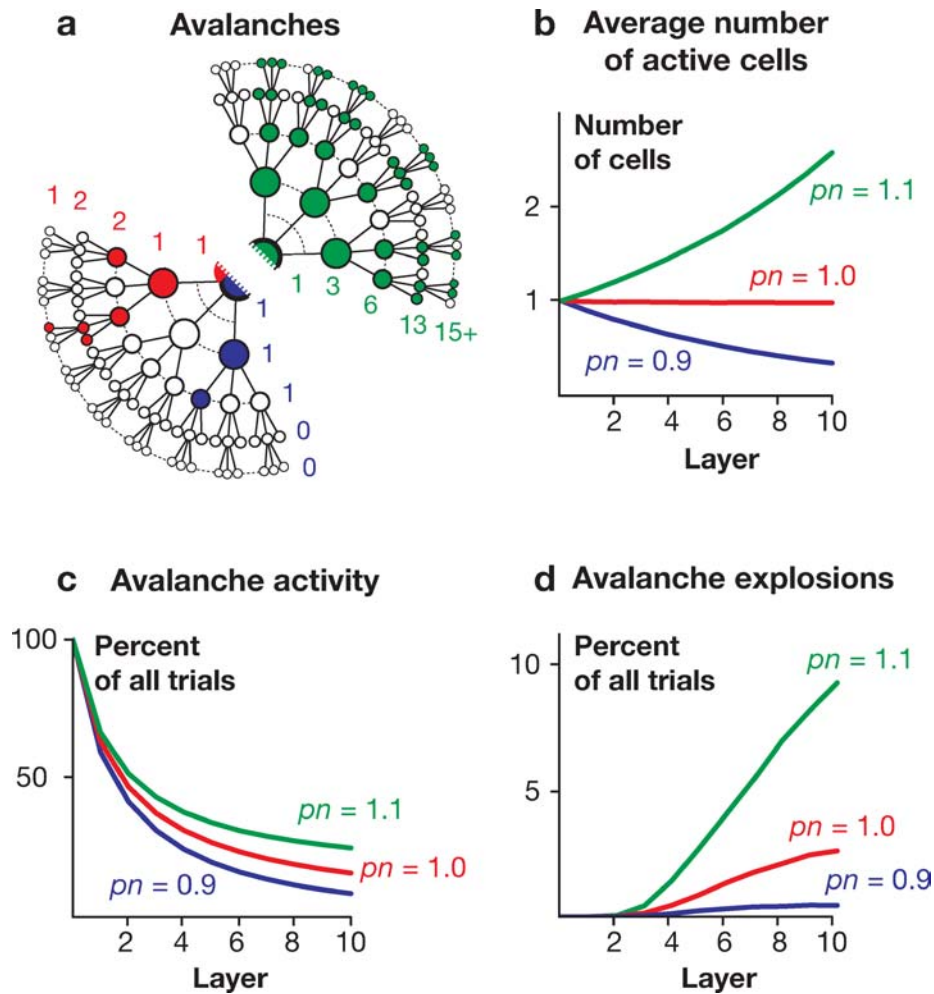 a Avalanches
1 2 2 1 1
1
1
1
0
0
1 3 6 13 15+
b Average number
of active cells
Number
of cells
2
1
pn = 1.1
pn = 1.0
pn = 0.9
2 4 6 8 10
Layer
c Avalanche activity
100
50
Percent
of all trials
pn = 1.1
pn = 1.0
pn = 0.9
2 4 6 8 10
Layer
d Avalanche explosions
10
5
Percent
of all trials
pn = 1.1
pn = 1.0
pn = 0.9
2 4 6 8 10
Layer